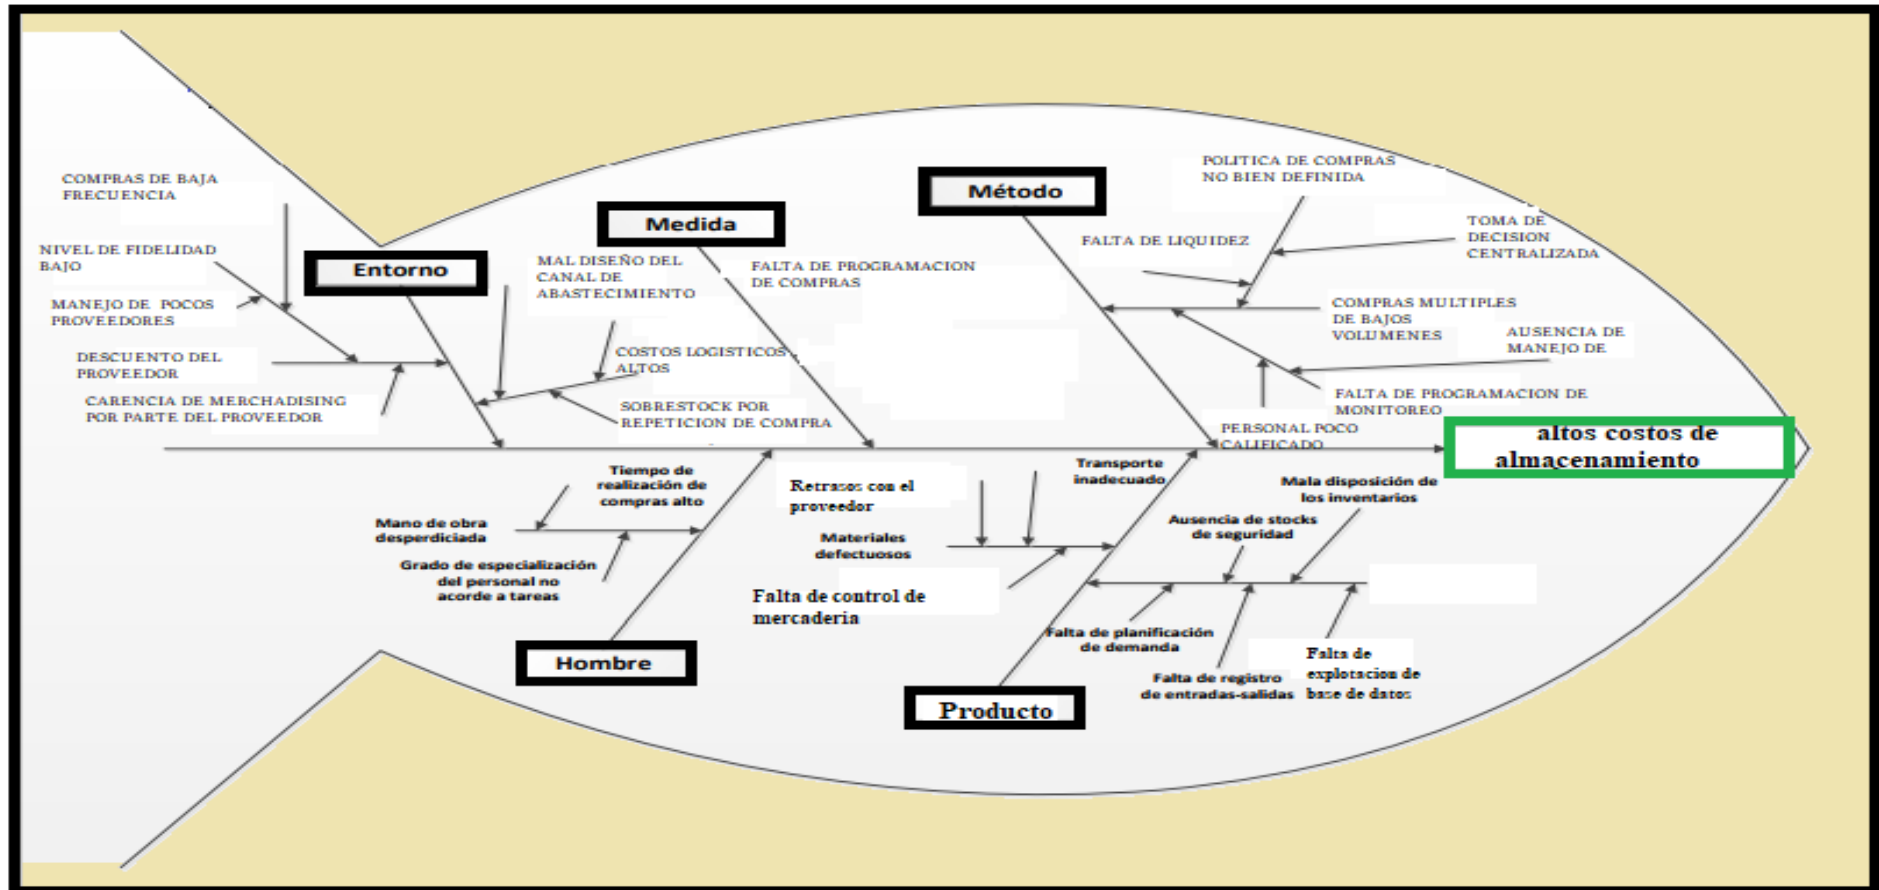 COMPRAS DE BAJA
FRECUENCIA
NIVEL DE FIDELIDAD
BAJO
MANEJO DE POCOS
PROVEEDORES
DESCUENTO DEL
PROVEEDOR
CARENCIA DE MERCHADISING
POR PARTE DEL PROVEEDOR
Entorno
MAL DISEÑO DEL
CANAL DE
ABASTECIMIENTO
COSTOS LOGISTICOS
ALTOS
SOBRESTOCK POR
REPETICION DE COMPRA
Medida
FALTA DE PROGRAMACION
DE COMPRAS
Método
POLITICA DE COMPRAS
NO BIEN DEFINIDA
FALTA DE LIQUIDEZ
TOMA DE
DECISION
CENTRALIZADA
COMPRAS MULTIPLES
DE BAJOS
VOLUMENES
AUSENCIA DE
MANEJO DE
FALTA DE PROGRAMACION DE
MONITOREO
PERSONAL POCO
CALIFICADO
altos costos de
almacenamiento
Tiempo de
realización de
compras alto
Mano de obra
desperdiciada
Grado de especialización
del personal no
acorde a tareas
Hombre
Retrasos con el
proveedor
Transporte
inadecuado
Materiales
defectuosos
Falta de control de
mercaderia
Mala disposición de
los inventarios
Ausencia de stocks
de seguridad
Falta de planificación
de demanda
Falta de registro
de entradas-salidas
Falta de
explotacion de
base de datos
Producto